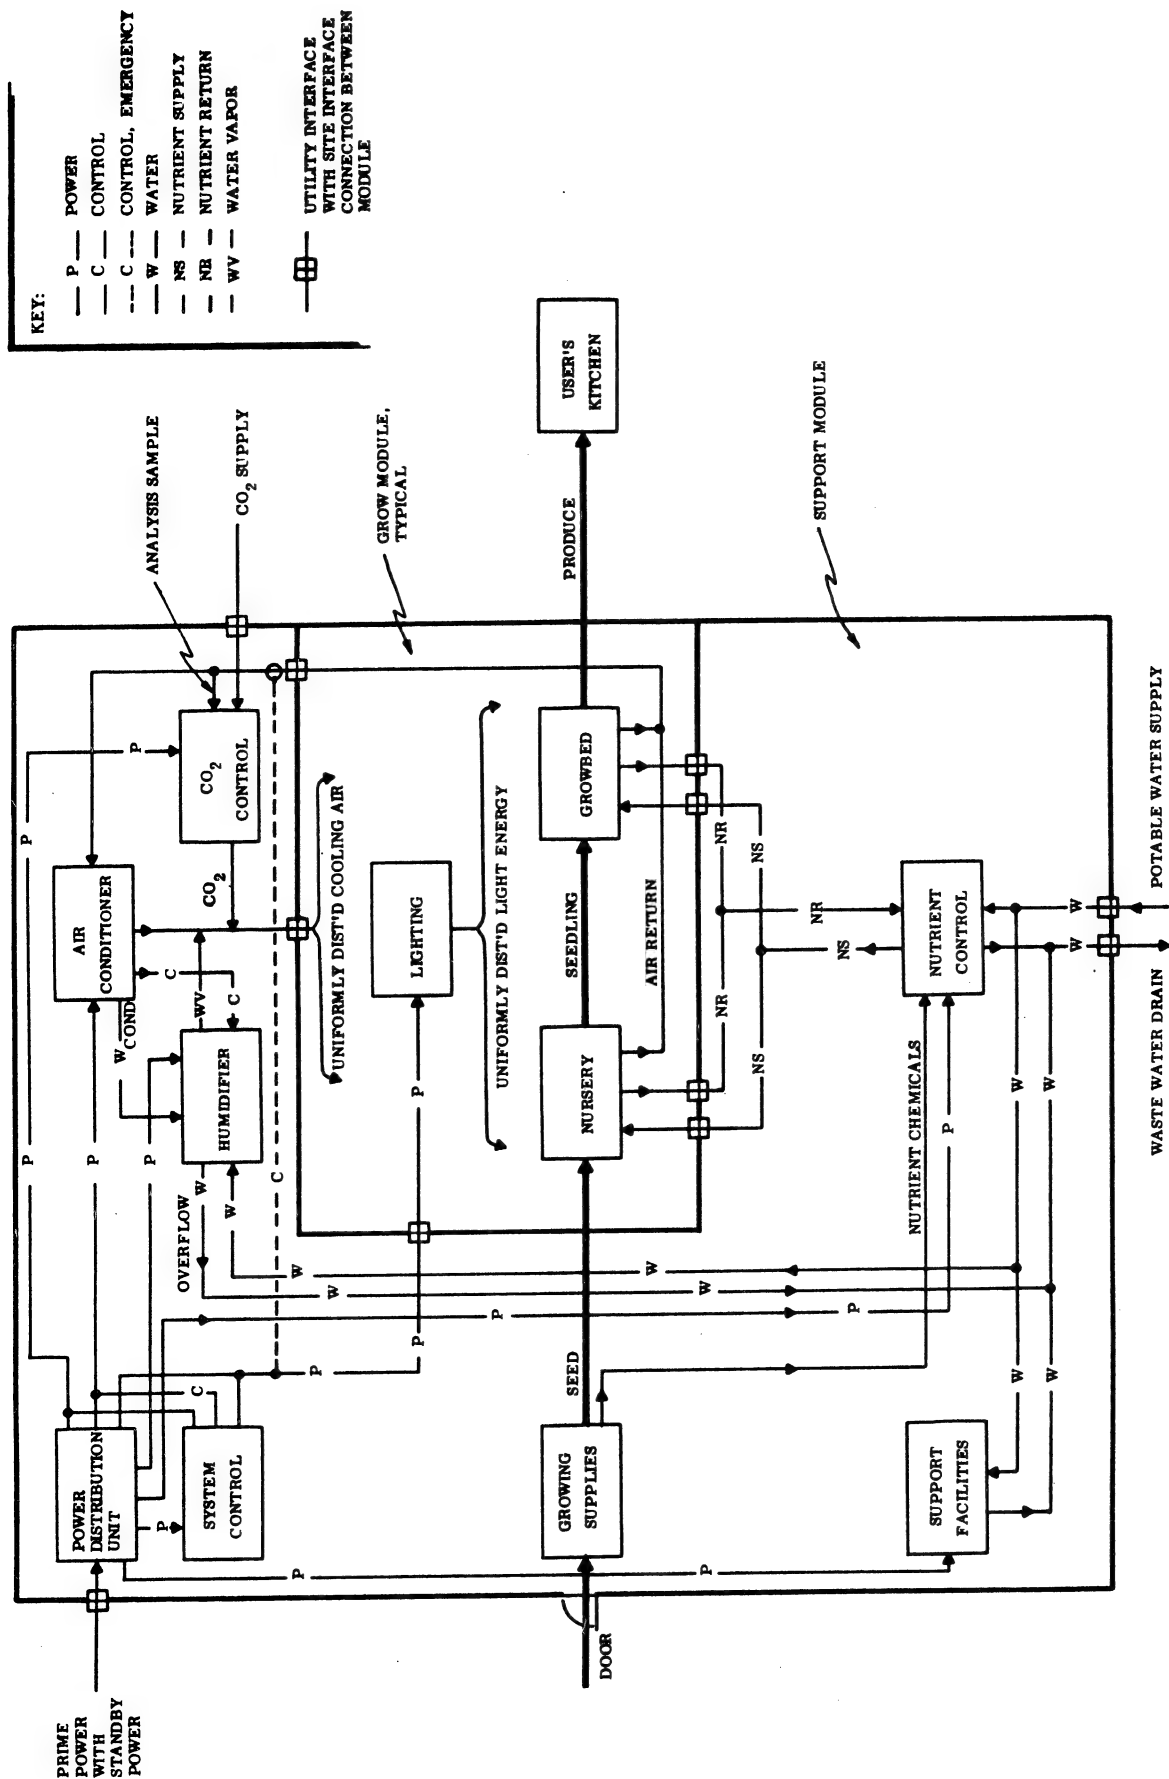 KEY:
P POWER
C CONTROL
C CONTROL, EMERGENCY
W WATER
NS NUTRIENT SUPPLY
NR NUTRIENT RETURN
WV WATER VAPOR
UTILITY INTERFACE
WITH SITE INTERFACE
CONNECTION BETWEEN
MODULE
PRIME
POWER
WITH
STANDBY
POWER
POWER
DISTRIBUTION
UNIT
P
SYSTEM
CONTROL
C
P
P
P
P
P
P
AIR
CONDITIONER
C
C
W
COND
WV
P
HUMIDIFIER
W
OVERFLOW
W
C
CO2
CO2
CONTROL
ANALYSIS SAMPLE
CO2 SUPPLY
UNIFORMLY DIST'D COOLING AIR
GROW MODULE,
TYPICAL
P
P
P
LIGHTING
UNIFORMLY DIST'D LIGHT ENERGY
W
W
P
W
W
P
DOOR
GROWING
SUPPLIES
SEED
NURSERY
SEEDLING
GROWBED
PRODUCE
USER'S
KITCHEN
AIR RETURN
NR
NR
NS
NS
NR
NS
P
NUTRIENT CHEMICALS
P
NUTRIENT
CONTROL
SUPPORT MODULE
SUPPORT
FACILITIES
W
W
W
W
W
W
WASTE WATER DRAIN
POTABLE WATER SUPPLY